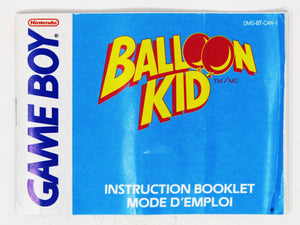 Nintendo
GAME BOY
DMG-BT-CAN-1
BALLOON
KID
TM/MC
INSTRUCTION BOOKLET
MODE D'EMPLOI